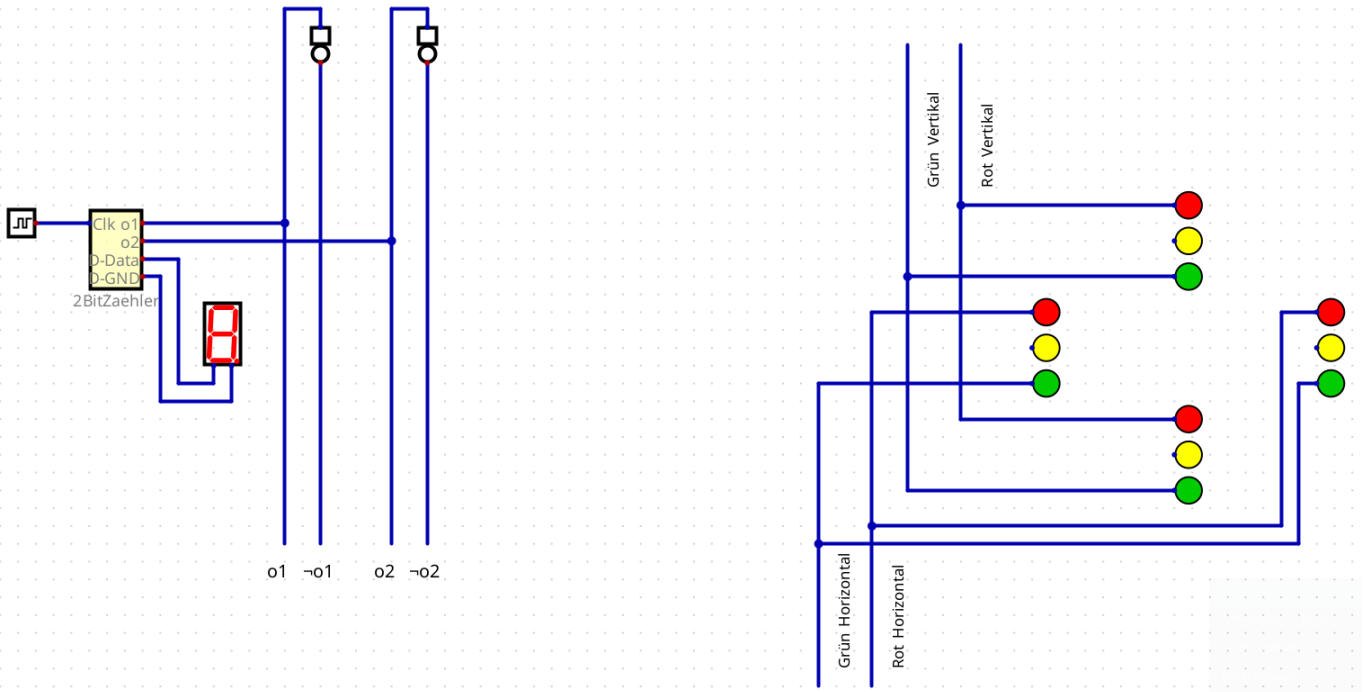 Clk o1
o2
D-Data
D-GND
2BitZaehler
o1 ¬o1 o2 ¬o2
Grün Vertikal
Rot Vertikal
Grün Horizontal
Rot Horizontal